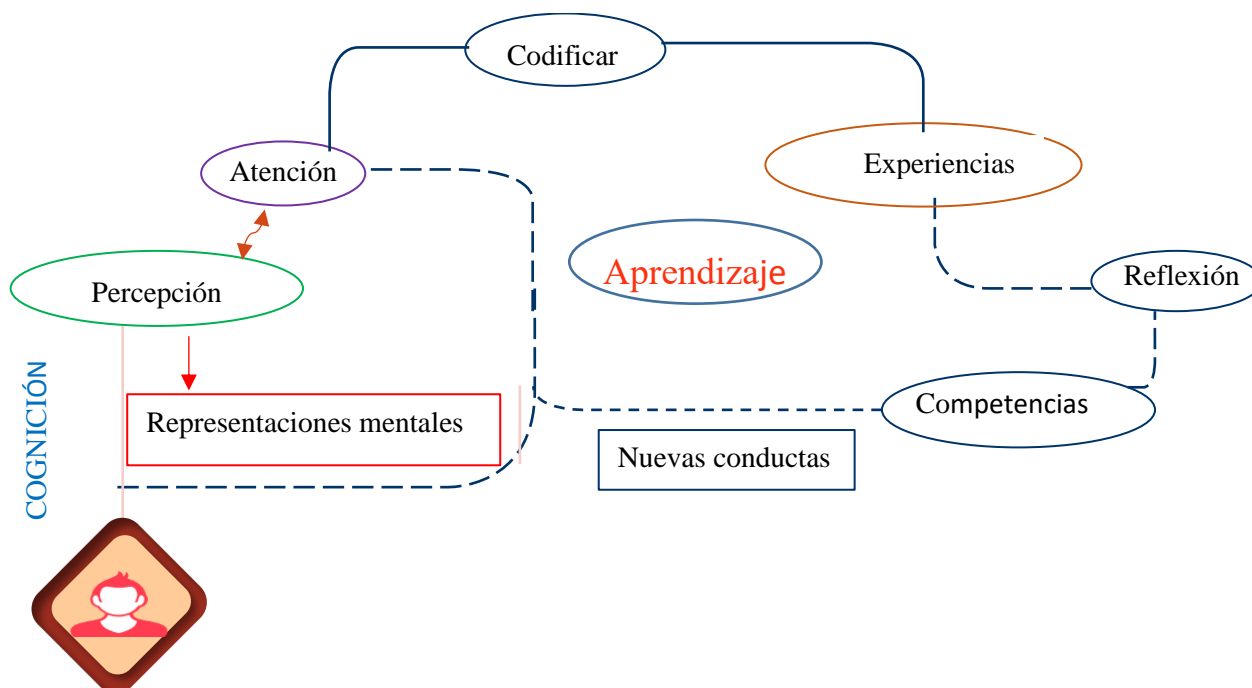 Codificar
Atención
Experiencias
Aprendizaje
Reflexión
Percepción
COGNICIÓN
Representaciones mentales
Competencias
Nuevas conductas